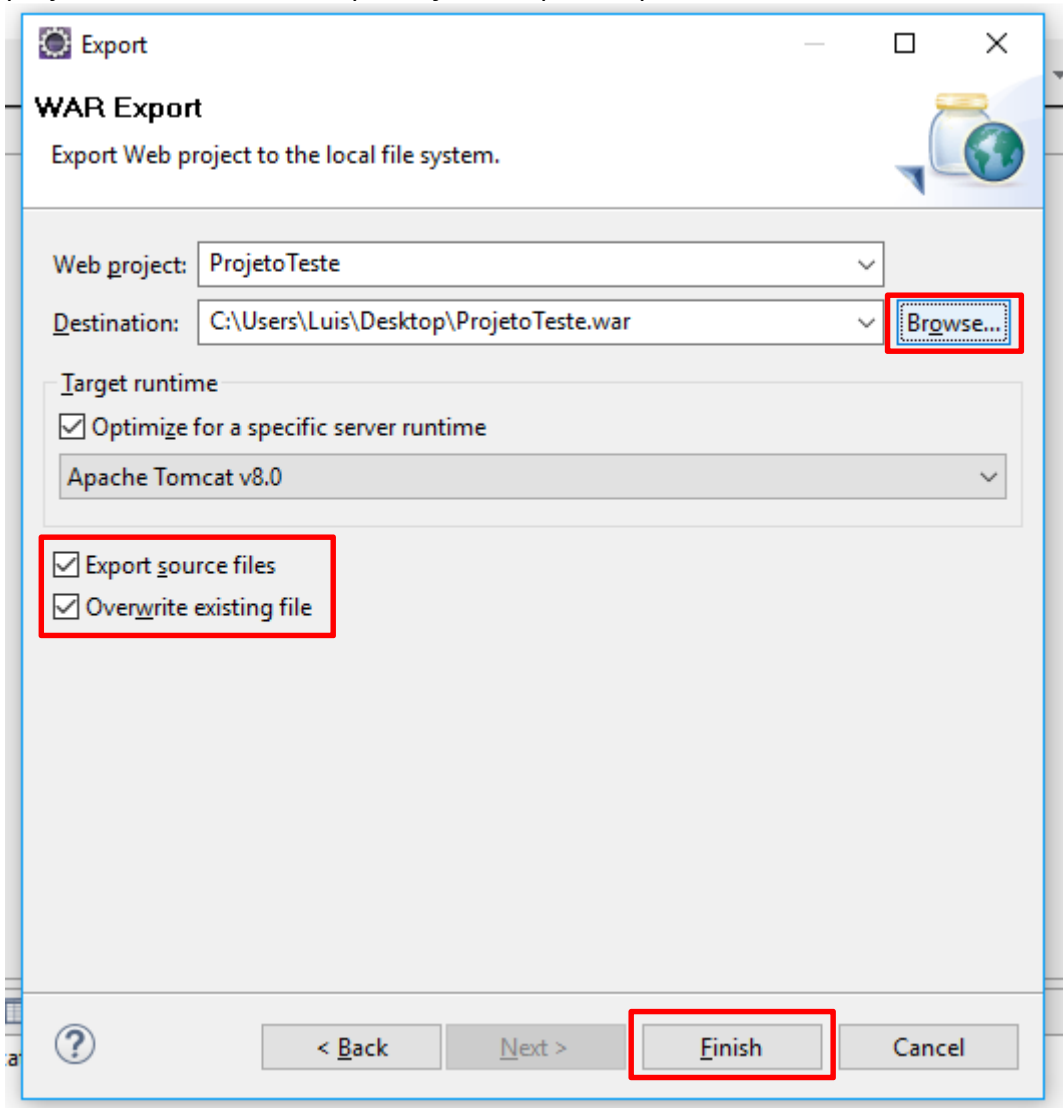 Export
WAR Export
Export Web project to the local file system.
Web project: ProjetoTeste
Destination: C:\Users\Luis\Desktop\ProjetoTeste.war Browse...
Target runtime
Optimize for a specific server runtime
Apache Tomcat v8.0
Export source files
Overwrite existing file
? < Back Next > Finish Cancel